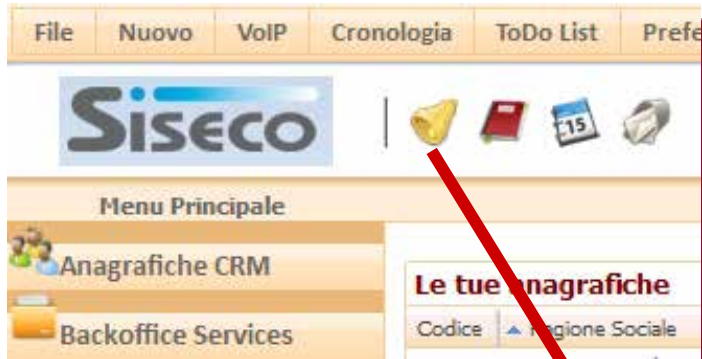 File Nuovo VoIP Cronologia ToDo List Prefe
Siseco
15
Menu Principale
Anagrafiche CRM
Le tue anagrafiche
Backoffice Services
Codice Ragione Sociale